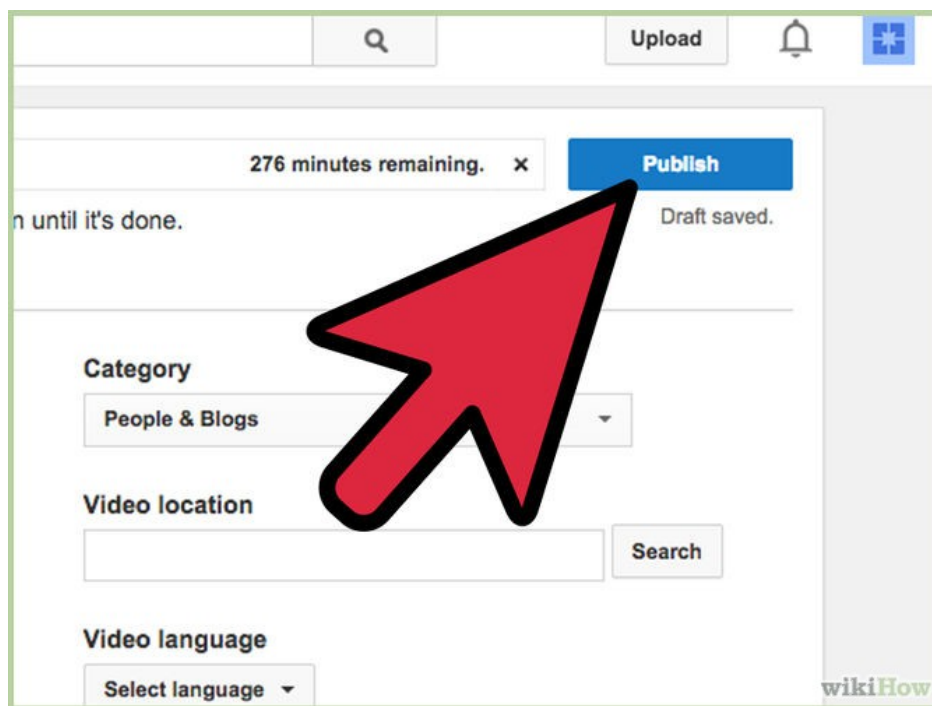 Upload
276 minutes remaining. × Publish
n until it's done. Draft saved.
Category
People & Blogs
Video location
Search
Video language
Select language
wikiHow